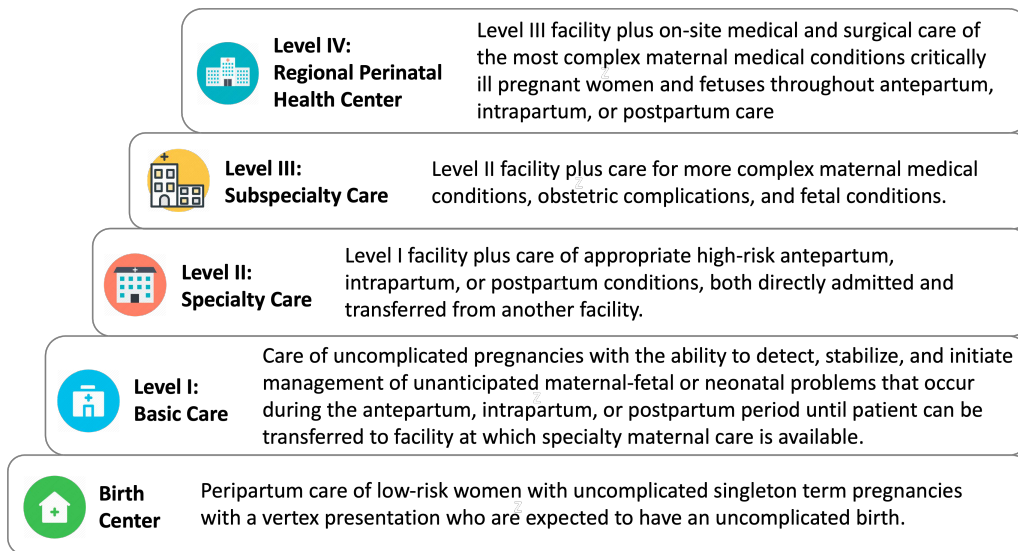 Level IV:
Regional Perinatal
Health Center
Level III facility plus on-site medical and surgical care of
the most complex maternal medical conditions critically
ill pregnant women and fetuses throughout antepartum,
intrapartum, or postpartum care
Level III:
Subspecialty Care
Level II facility plus care for more complex maternal medical
conditions, obstetric complications, and fetal conditions.
Level II:
Specialty Care
Level I facility plus care of appropriate high-risk antepartum,
intrapartum, or postpartum conditions, both directly admitted and
transferred from another facility.
Level I:
Basic Care
Care of uncomplicated pregnancies with the ability to detect, stabilize, and initiate
management of unanticipated maternal-fetal or neonatal problems that occur
during the antepartum, intrapartum, or postpartum period until patient can be
transferred to facility at which specialty maternal care is available.
Birth
Center
Peripartum care of low-risk women with uncomplicated singleton term pregnancies
with a vertex presentation who are expected to have an uncomplicated birth.